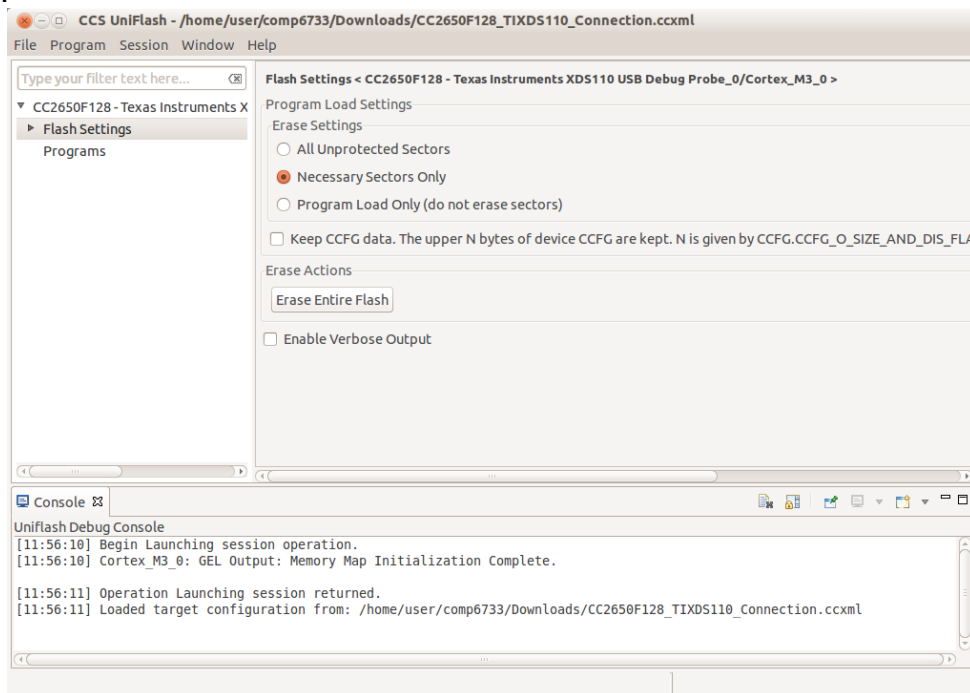 CCS UniFlash - /home/user/comp6733/Downloads/CC2650F128_TIXDS110_Connection.ccxml
File Program Session Window Help
Type your filter text here...
CC2650F128 - Texas Instruments X
Flash Settings
Programs
Flash Settings < CC2650F128 - Texas Instruments XDS110 USB Debug Probe_0/Cortex_M3_0 >
Program Load Settings
Erase Settings
All Unprotected Sectors
Necessary Sectors Only
Program Load Only (do not erase sectors)
Keep CCFG data. The upper N bytes of device CCFG are kept. N is given by CCFG.CCFG_O_SIZE_AND_DIS_FLA
Erase Actions
Erase Entire Flash
Enable Verbose Output
Console
Uniflash Debug Console
[11:56:10] Begin Launching session operation.
[11:56:10] Cortex_M3_0: GEL Output: Memory Map Initialization Complete.
[11:56:11] Operation Launching session returned.
[11:56:11] Loaded target configuration from: /home/user/comp6733/Downloads/CC2650F128_TIXDS110_Connection.ccxml